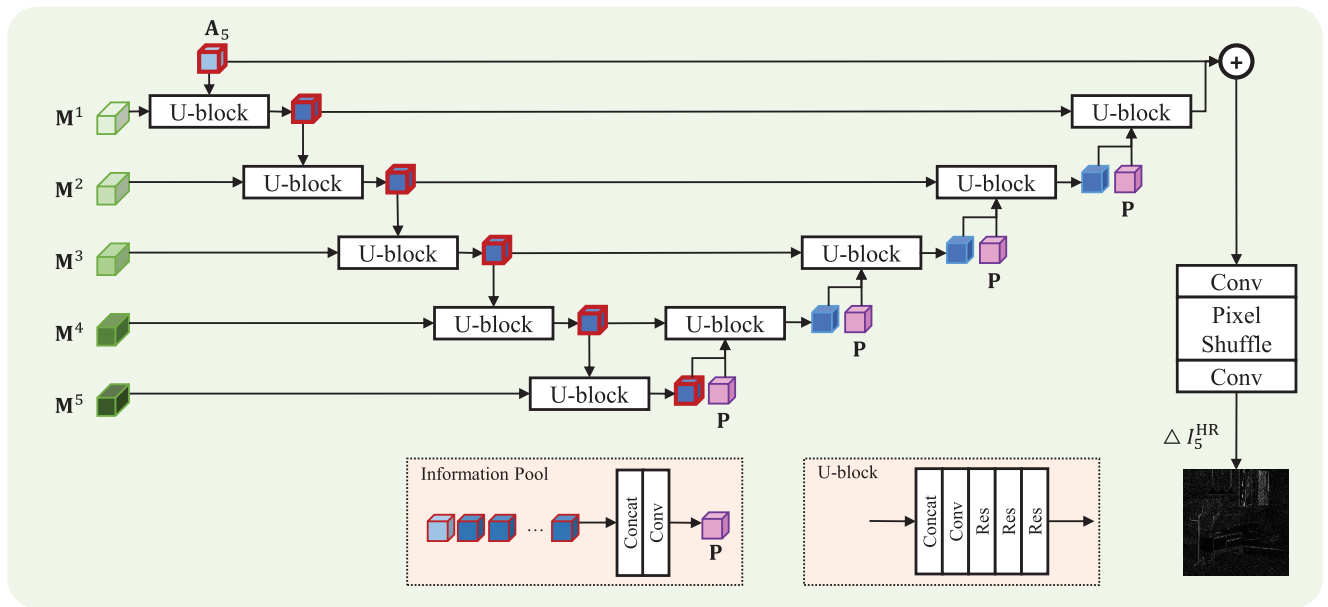 A₅
+
M¹
U-block
U-block
M²
U-block
U-block
P
M³
U-block
U-block
P
Conv
M⁴
U-block
U-block
P
Pixel
Shuffle
Conv
M⁵
U-block
P
△ I₅ᴴᴿ
Information Pool
Concat
Conv
...
P
U-block
Concat
Conv
Res
Res
Res